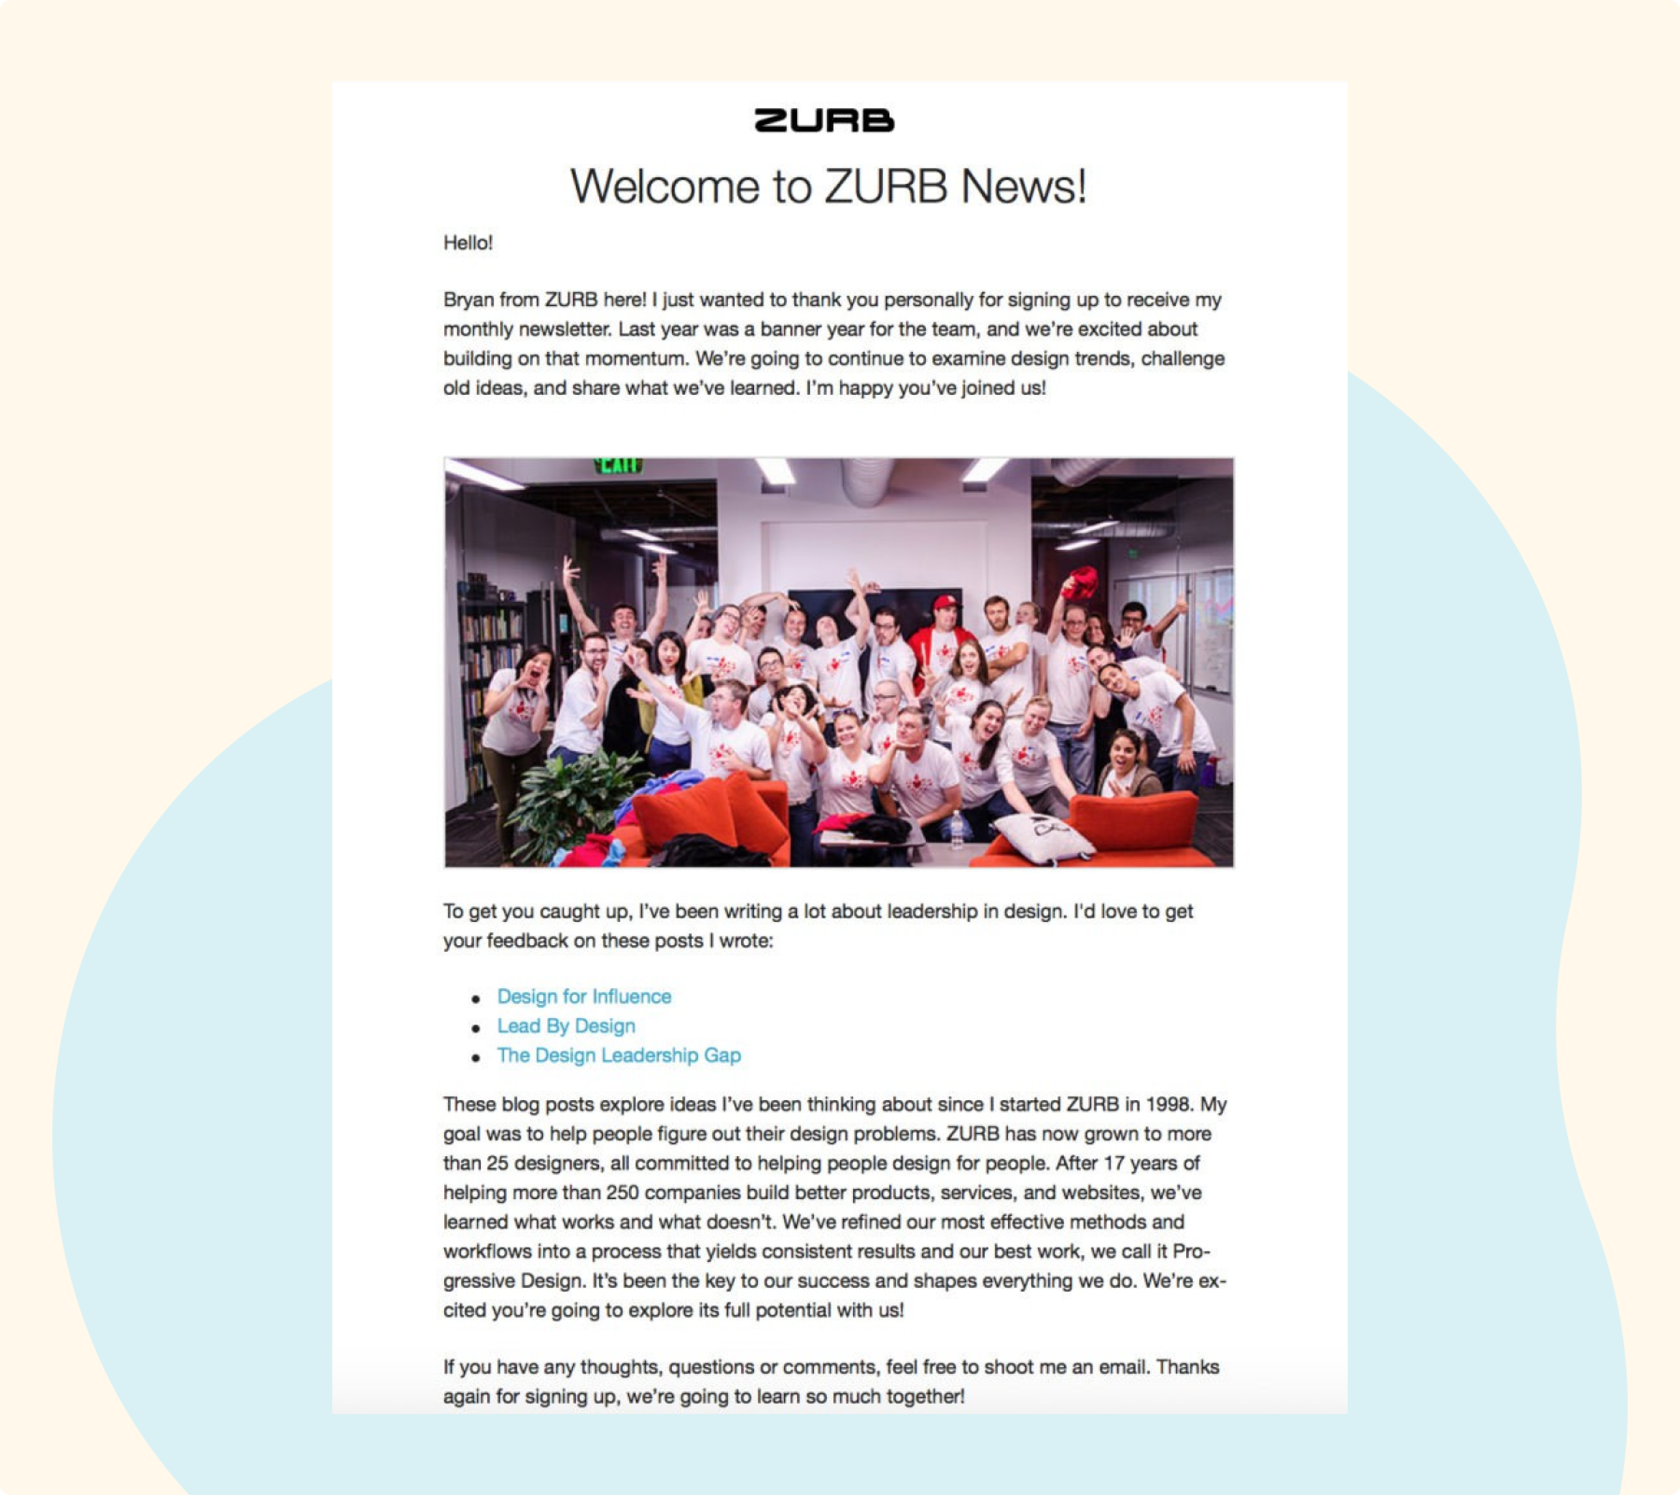 ZURB
Welcome to ZURB News!
Hello!
Bryan from ZURB here! I just wanted to thank you personally for signing up to receive my
monthly newsletter. Last year was a banner year for the team, and we're excited about
building on that momentum. We're going to continue to examine design trends, challenge
old ideas, and share what we've learned. I'm happy you've joined us!
To get you caught up, I've been writing a lot about leadership in design. I'd love to get
your feedback on these posts I wrote:
• Design for Influence
• Lead By Design
• The Design Leadership Gap
These blog posts explore ideas I've been thinking about since I started ZURB in 1998. My
goal was to help people figure out their design problems. ZURB has now grown to more
than 25 designers, all committed to helping people design for people. After 17 years of
helping more than 250 companies build better products, services, and websites, we've
learned what works and what doesn't. We've refined our most effective methods and
workflows into a process that yields consistent results and our best work, we call it Pro-
gressive Design. It's been the key to our success and shapes everything we do. We're ex-
cited you're going to explore its full potential with us!
If you have any thoughts, questions or comments, feel free to shoot me an email. Thanks
again for signing up, we're going to learn so much together!